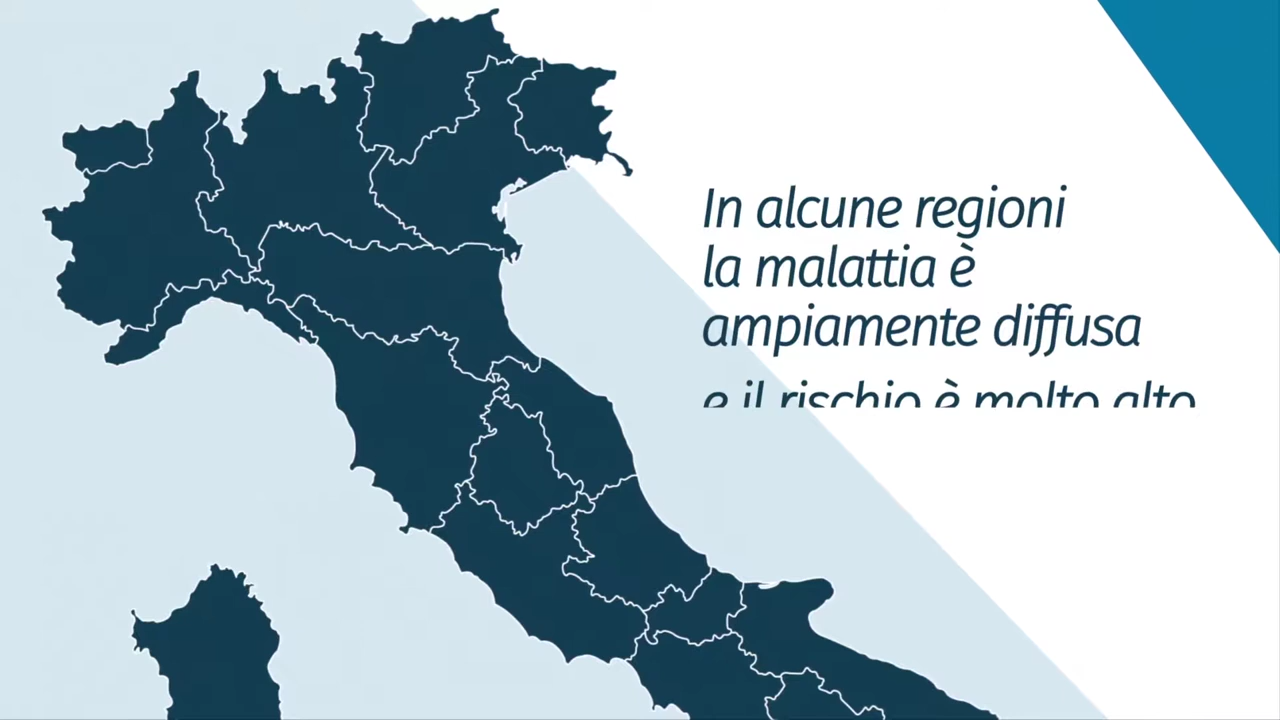 In alcune regioni
la malattia è
ampiamente diffusa
e il rischio è molto alto